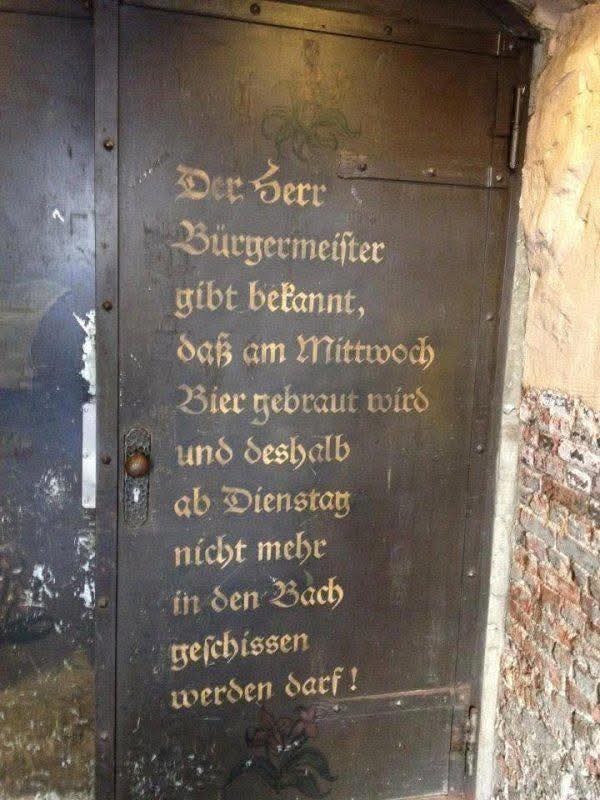 Der Herr
Bürgermeiſter
gibt bekannt,
daß am Mittwoch
Bier gebraut wird
und deshalb
ab Dienstag
nicht mehr
in den Bach
geſchissen
werden darf!